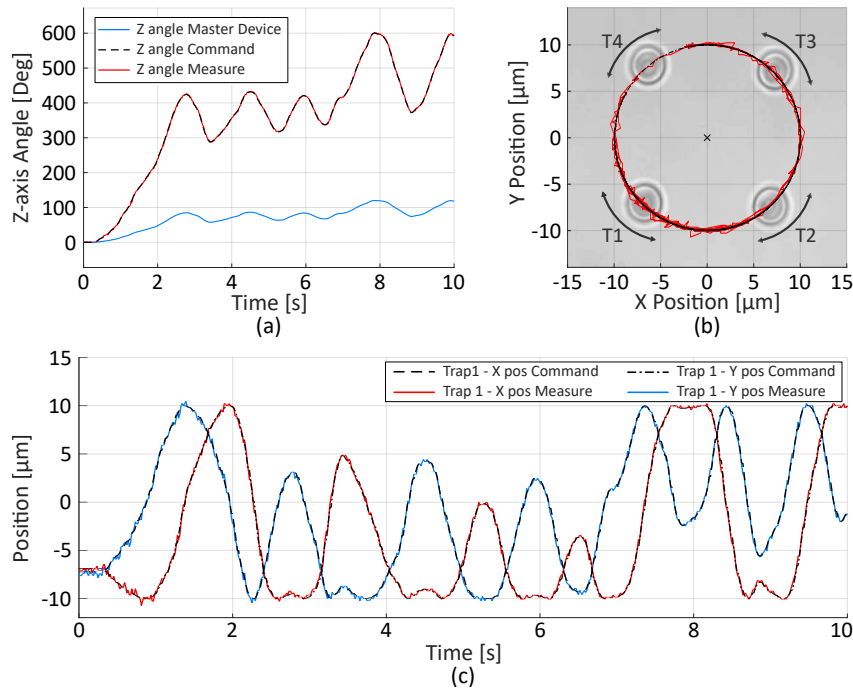 Z angle Master Device
Z angle Command
Z angle Measure
Z-axis Angle [Deg]
600
500
400
300
200
100
0
0 2 4 6 8 10
Time [s]
(a)
T4 T3
T1 T2
Y Position [μm]
10
5
0
-5
-10
-15 -10 -5 0 5 10 15
X Position [μm]
(b)
Trap1 - X pos Command
Trap 1 - Y pos Command
Trap 1 - X pos Measure
Trap 1 - Y pos Measure
Position [μm]
15
10
5
0
-5
-10
0 2 4 6 8 10
Time [s]
(c)